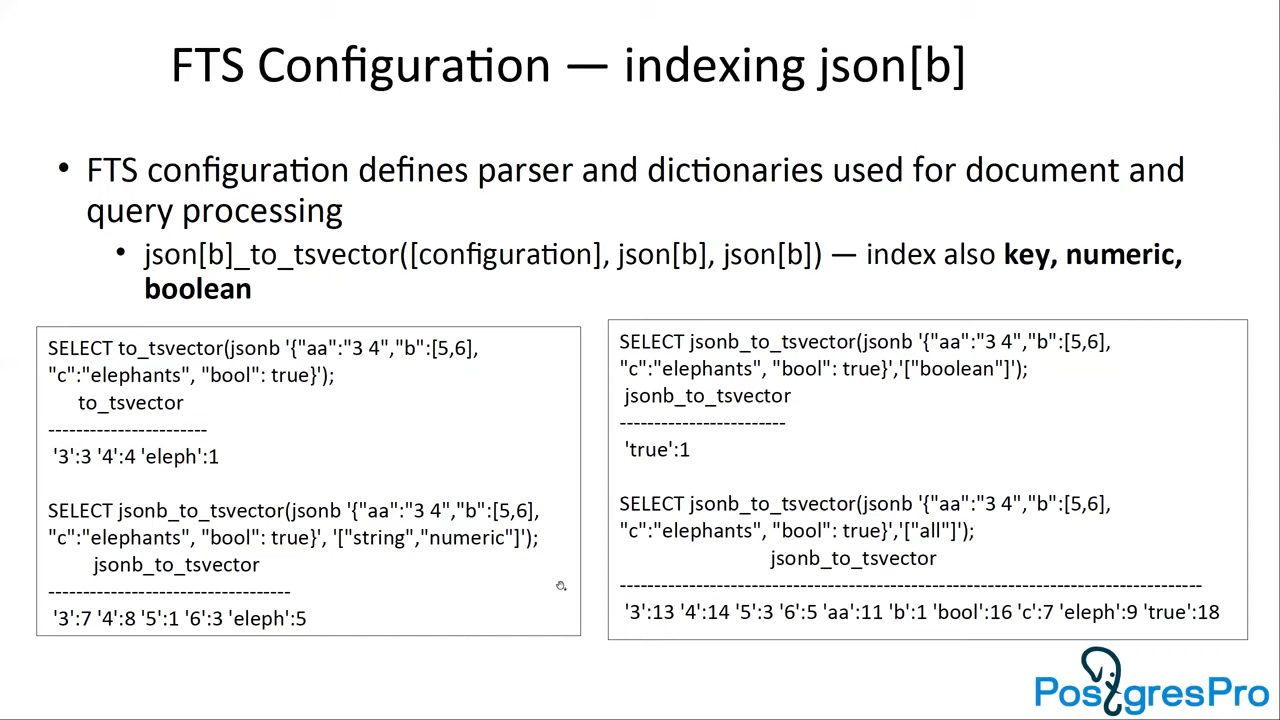 FTS Configuration — indexing json[b]
• FTS configuration defines parser and dictionaries used for document and
query processing
• json[b]_to_tsvector([configuration], json[b], json[b]) — index also key, numeric,
boolean
SELECT to_tsvector(jsonb '{"aa":"3 4","b":[5,6],
"c":"elephants", "bool": true}');
to_tsvector
-----------------------
'3':3 '4':4 'eleph':1
SELECT jsonb_to_tsvector(jsonb '{"aa":"3 4","b":[5,6],
"c":"elephants", "bool": true}', '["string","numeric"]');
jsonb_to_tsvector
-----------------------------------
'3':7 '4':8 '5':1 '6':3 'eleph':5
SELECT jsonb_to_tsvector(jsonb '{"aa":"3 4","b":[5,6],
"c":"elephants", "bool": true}','["boolean"]');
jsonb_to_tsvector
------------------------
'true':1
SELECT jsonb_to_tsvector(jsonb '{"aa":"3 4","b":[5,6],
"c":"elephants", "bool": true}','["all"]');
jsonb_to_tsvector
-------------------------------------------------------------------------------------
'3':13 '4':14 '5':3 '6':5 'aa':11 'b':1 'bool':16 'c':7 'eleph':9 'true':18
PostgresPro